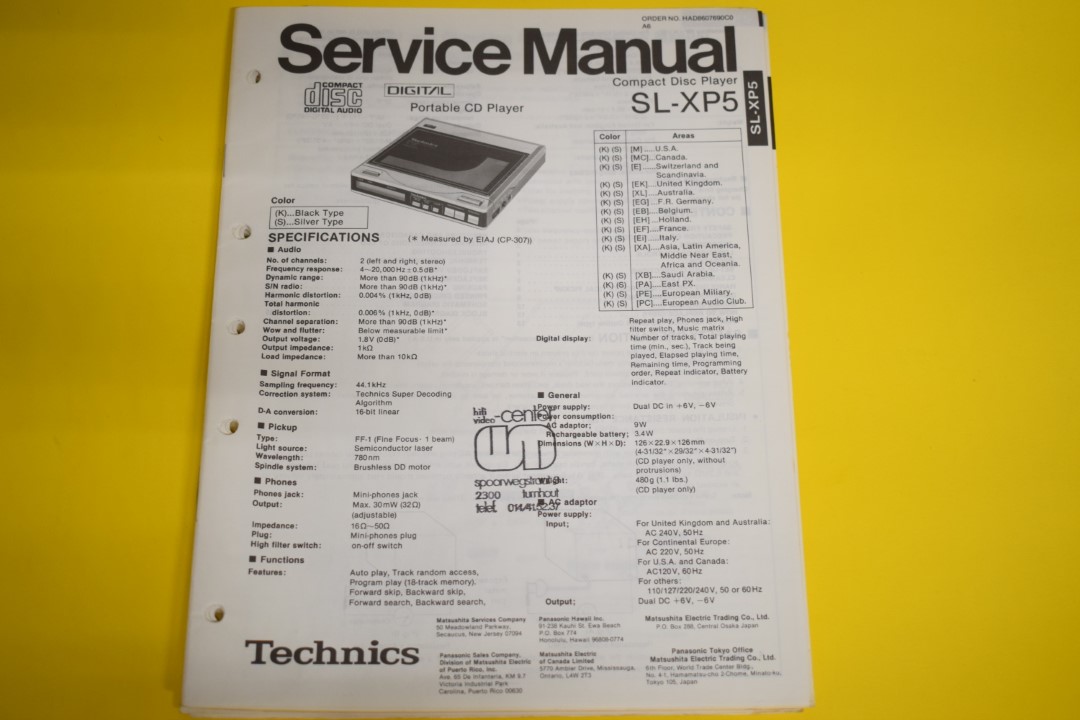 ORDER NO. HAD8607690C0
A6
Service Manual
Compact Disc Player
SL-XP5
SL-XP5
COMPACT
disc
DIGITAL AUDIO
DIGITAL
Portable CD Player
Color Areas
(K) (S) [M].....U.S.A.
(K) (S) [MC]...Canada.
(K) (S) [E].....Switzerland and
Scandinavia.
(K) (S) [EK]....United Kingdom.
(K) (S) [XL]....Australia.
(K) (S) [EG]...F.R. Germany.
(K) (S) [EB]....Belgium.
(K) (S) [EH]....Holland.
(K) (S) [EF]....France.
(K) (S) [Ei].....Italy.
(K) (S) [XA]....Asia, Latin America,
Middle Near East,
Africa and Oceania.
(K) (S) [XB]....Saudi Arabia.
(K) (S) [PA]....East PX.
(K) (S) [PE]....European Miliary.
(K) (S) [PC]....European Audio Club.
Color
(K)...Black Type
(S)...Silver Type
SPECIFICATIONS (* Measured by EIAJ (CP-307))
■ Audio
No. of channels: 2 (left and right, stereo)
Frequency response: 4~20,000Hz±0.5dB*
Dynamic range: More than 90dB (1kHz)*
S/N radio: More than 90dB (1kHz)*
Harmonic distortion: 0.004% (1kHz, 0dB)
Total harmonic
distortion: 0.006% (1kHz, 0dB)*
Channel separation: More than 90dB (1kHz)*
Wow and flutter: Below measurable limit*
Output voltage: 1.8V (0dB)*
Output impedance: 1kΩ
Load impedance: More than 10kΩ
■ Signal Format
Sampling frequency: 44.1kHz
Correction system: Technics Super Decoding
Algorithm
D-A conversion: 16-bit linear
■ Pickup
Type: FF-1 (Fine Focus· 1 beam)
Light source: Semiconductor laser
Wavelength: 780nm
Spindle system: Brushless DD motor
■ Phones
Phones jack: Mini-phones jack
Output: Max. 30mW (32Ω)
(adjustable)
Impedance: 16Ω~50Ω
Plug: Mini-phones plug
High filter switch: on-off switch
■ Functions
Features: Auto play, Track random access,
Program play (18-track memory).
Forward skip, Backward skip,
Forward search, Backward search,
Repeat play, Phones jack, High
filter switch, Music matrix
Digital display: Number of tracks, Total playing
time (min., sec.), Track being
played, Elapsed playing time,
Remaining time, Programming
order, Repeat indicator, Battery
indicator.
■ General
Power supply: Dual DC in +6V, −6V
Power consumption:
AC adaptor; 9W
Rechargeable battery; 3.4W
Dimensions (W×H×D): 126×22.9×126mm
(4-31/32"×29/32"×4-31/32")
(CD player only, without
protrusions)
Weight: 480g (1.1 lbs.)
(CD player only)
■ AC adaptor
Power supply:
Input; For United Kingdom and Australia:
AC 240V, 50Hz
For Continental Europe:
AC 220V, 50Hz
For U.S.A. and Canada:
AC120V, 60Hz
For others:
110/127/220/240V, 50 or 60Hz
Output; Dual DC +6V, −6V
hifi
video-center
spoorwegstraat
2300 turnhout
telef. 014/41.52.37
Technics
Matsushita Services Company
50 Meadowland Parkway,
Secaucus, New Jersey 07094
Panasonic Sales Company,
Division of Matsushita Electric
of Puerto Rico, Inc.
Ave. 65 De Infanteria, KM 9.7
Victoria Industrial Park
Carolina, Puerto Rico 00630
Panasonic Hawaii Inc.
91-238 Kauhi St. Ewa Beach
P.O. Box 774
Honolulu, Hawaii 96808-0774
Matsushita Electric
of Canada Limited
5770 Ambler Drive, Mississauga,
Ontario, L4W 2T3
Matsushita Electric Trading Co., Ltd.
P.O. Box 288, Central Osaka Japan
Panasonic Tokyo Office
Matsushita Electric Trading Co., Ltd.
6th Floor, World Trade Center Bldg.,
No. 4-1, Hamamatsu-cho 2-Chome, Minato-ku,
Tokyo 105, Japan